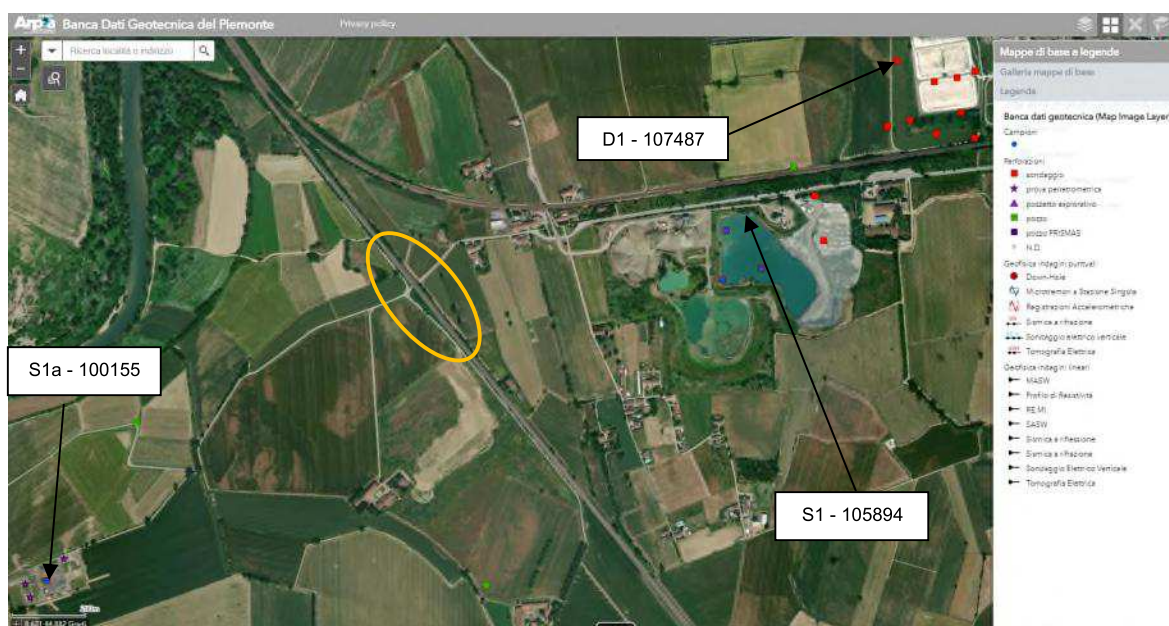 Arpa Banca Dati Geotecnica del Piemonte
Privacy policy
Ricerca località o indirizzo
Mappe di base e legende
Galleria mappe di base
Legenda
Banca dati geotecnica (Map Image Layer)
Campioni
Perforazioni
sondaggio
prova penetrometrica
pozzetto esplorativo
pozzo
pozzo PRISMAS
N.D.
Geofisica indagini puntuali
Down-Hole
Microtremori a Stazione Singola
Registrazioni Accelerometriche
Sismica a rifrazione
Sondaggio elettrico verticale
Tomografia Elettrica
Geofisica indagini lineari
MASW
Profilo di Resistività
RE.MI
SASW
Sismica a riflessione
Sismica a rifrazione
Sondaggio Elettrico Verticale
Tomografia Elettrica
D1 - 107487
S1a - 100155
S1 - 105894